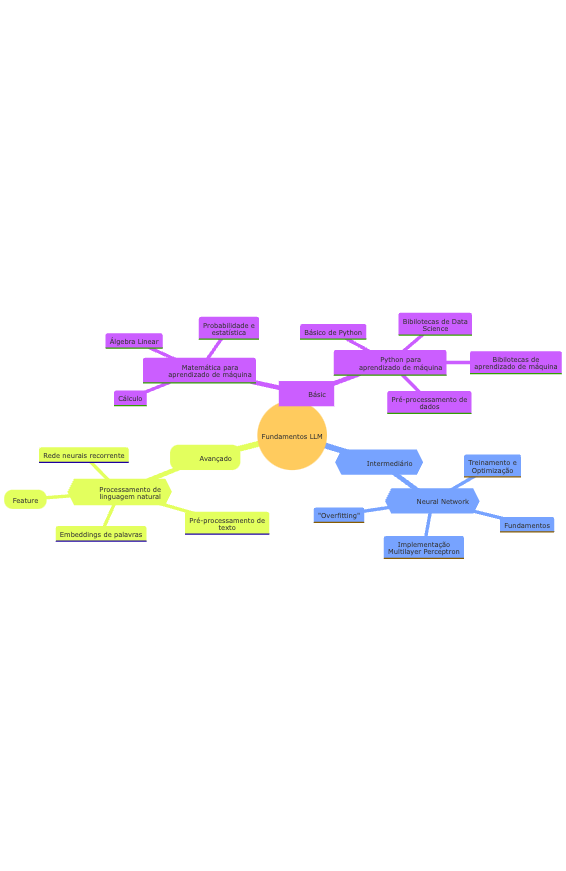 Probabilidade e
estatística
Álgebra Linear
Matemática para
aprendizado de máquina
Cálculo
Básico de Python
Bibilotecas de Data
Science
Python para
aprendizado de máquina
Bibilotecas de
aprendizado de máquina
Pré-processamento de
dados
Básic
Fundamentos LLM
Avançado
Rede neurais recorrente
Processamento de
linguagem natural
Feature
Embeddings de palavras
Pré-processamento de
texto
Intermediário
Treinamento e
Optimização
Neural Network
"Overfitting"
Fundamentos
Implementação
Multilayer Perceptron